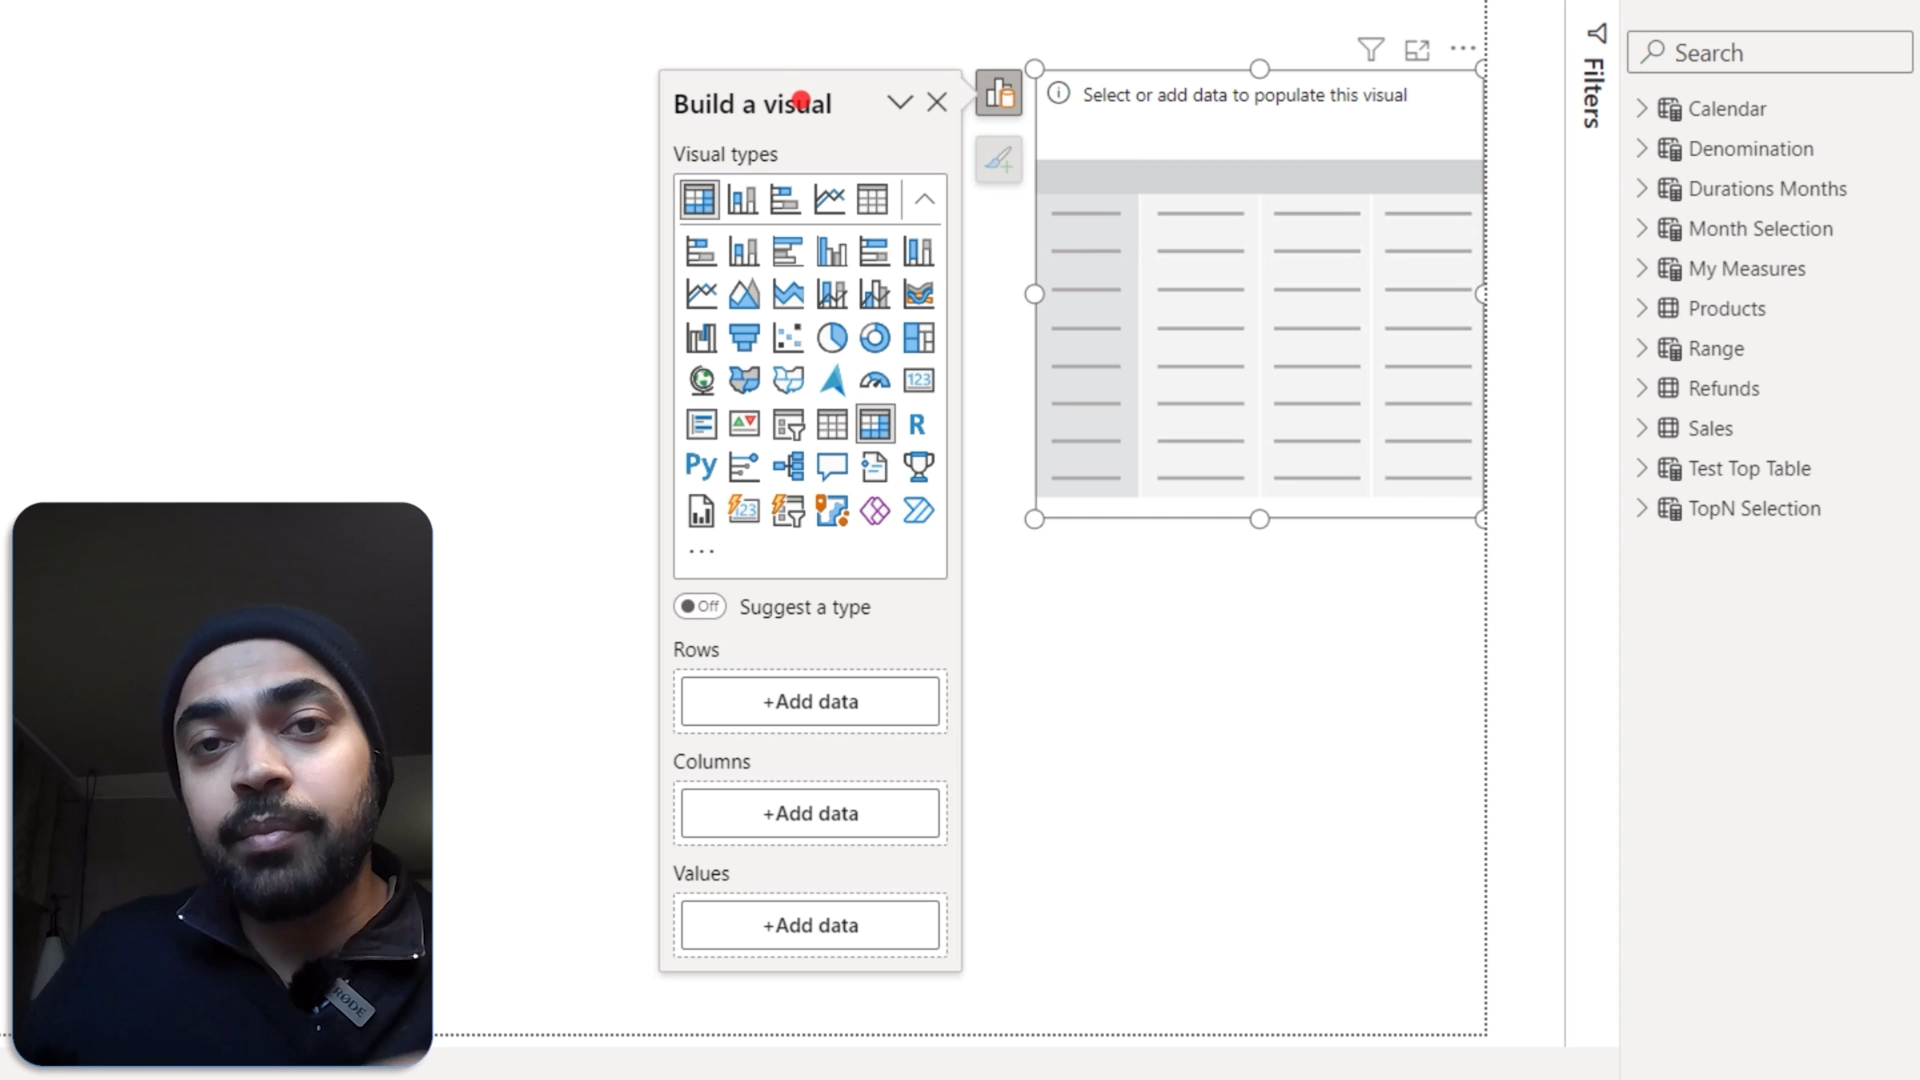 Build a visual
Visual types
123
R
Py
123
...
Off
Suggest a type
Rows
+Add data
Columns
+Add data
Values
+Add data
Select or add data to populate this visual
Filters
Search
Calendar
Denomination
Durations Months
Month Selection
My Measures
Products
Range
Refunds
Sales
Test Top Table
TopN Selection
RØDE